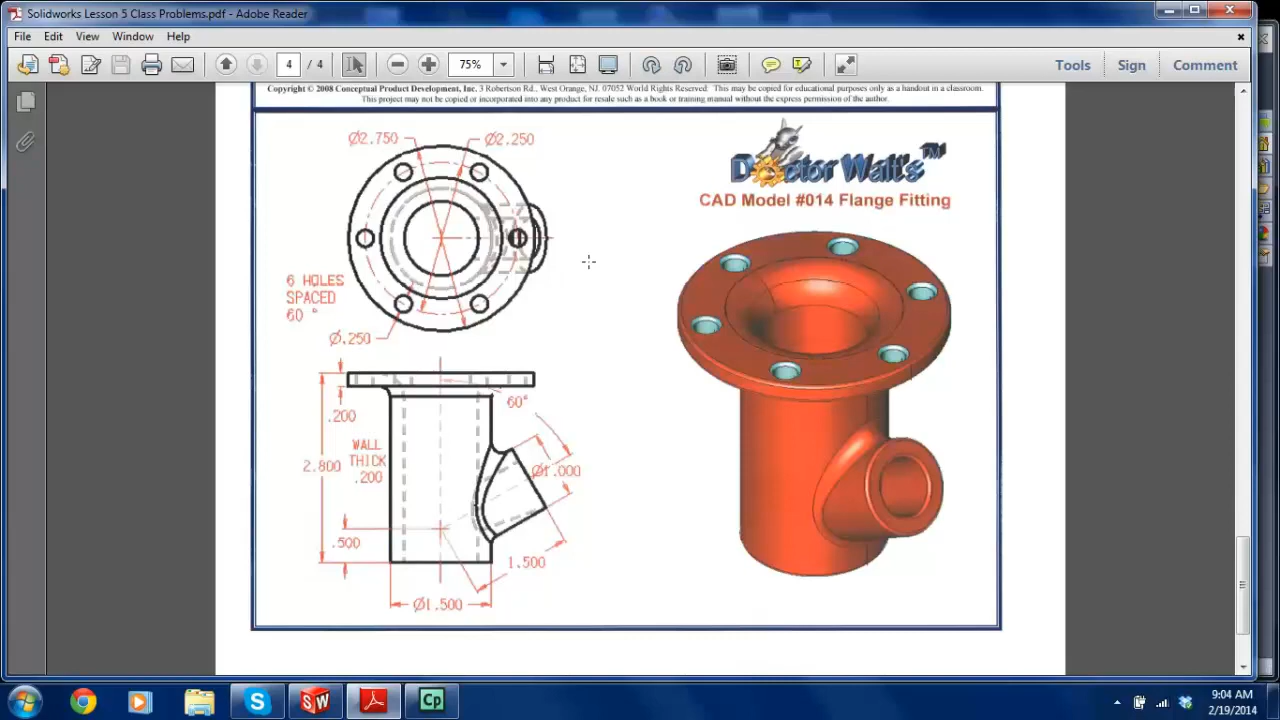 Solidworks Lesson 5 Class Problems.pdf - Adobe Reader
File Edit View Window Help
4 / 4 75% Tools Sign Comment
Copyright © 2008 Conceptual Product Development, Inc. 3 Robertson Rd., West Orange, NJ. 07052 World Rights Reserved: This may be copied for educational purposes only as a handout in a classroom.
This project may not be copied or incorporated into any product for resale such as a book or training manual without the express permission of the author.
Ø2.750 Ø2.250
Doctor Walt's™
CAD Model #014 Flange Fitting
6 HOLES
SPACED
60 °
Ø.250
60°
.200
WALL
THICK
.200
2.800
Ø1.000
.500
1.500
Ø1.500
9:04 AM
2/19/2014